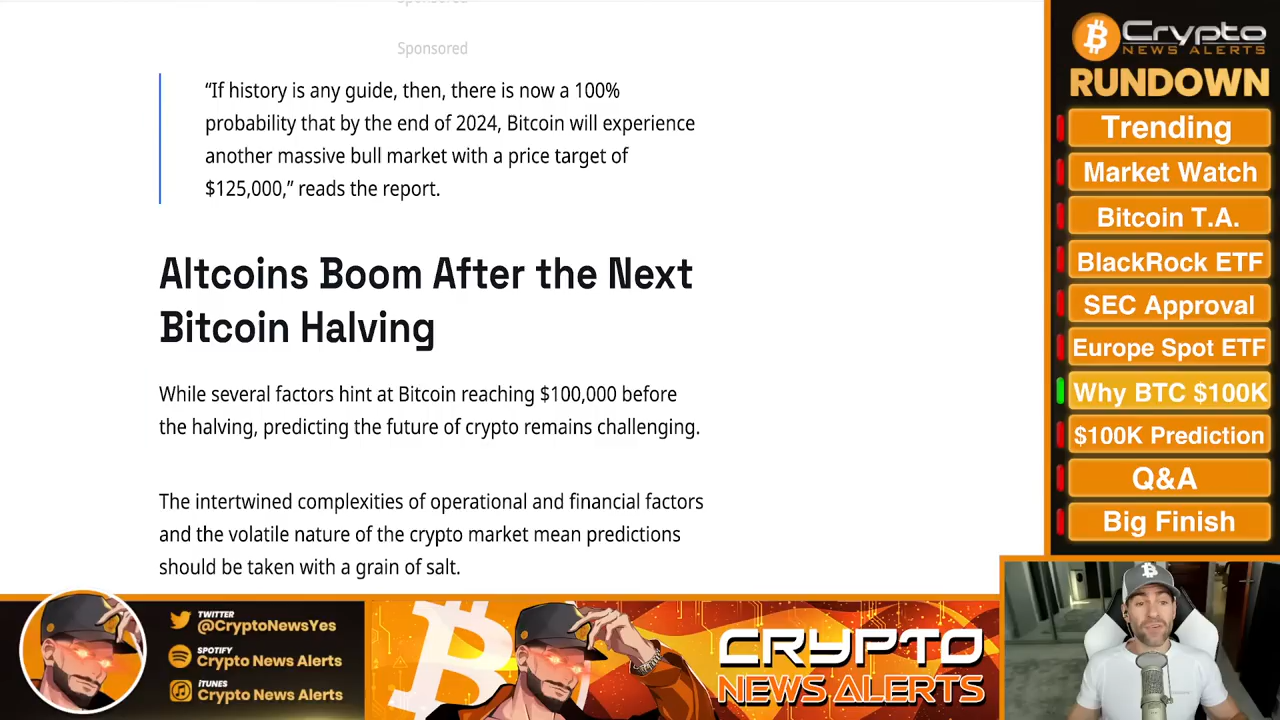 Sponsored
Sponsored
“If history is any guide, then, there is now a 100%
probability that by the end of 2024, Bitcoin will experience
another massive bull market with a price target of
$125,000,” reads the report.
Altcoins Boom After the Next
Bitcoin Halving
While several factors hint at Bitcoin reaching $100,000 before
the halving, predicting the future of crypto remains challenging.
The intertwined complexities of operational and financial factors
and the volatile nature of the crypto market mean predictions
should be taken with a grain of salt.
Crypto
NEWS ALERTS
RUNDOWN
Trending
Market Watch
Bitcoin T.A.
BlackRock ETF
SEC Approval
Europe Spot ETF
Why BTC $100K
$100K Prediction
Q&A
Big Finish
TWITTER
@CryptoNewsYes
SPOTIFY
Crypto News Alerts
iTUNES
Crypto News Alerts
CRYPTO
NEWS ALERTS